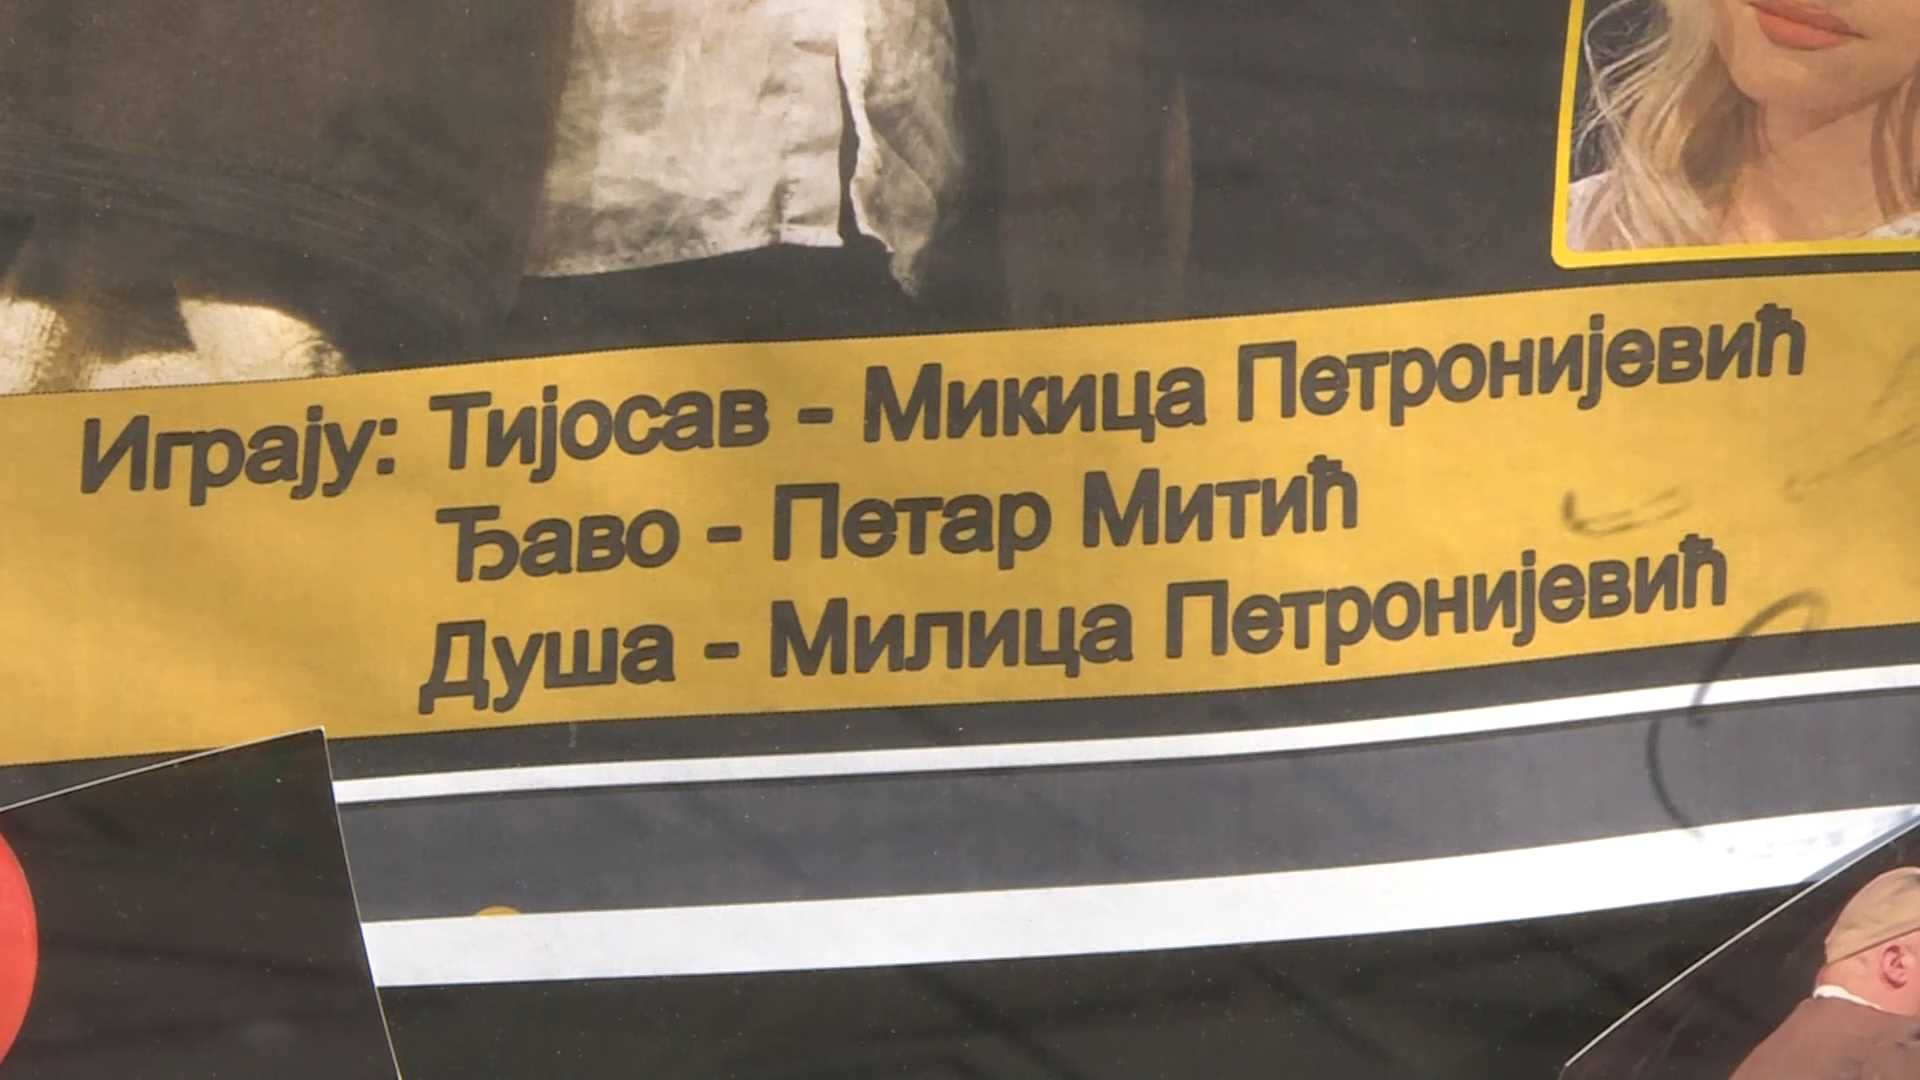 Играју: Тијосав - Микица Петронијевић
Ђаво - Петар Митић
Душа - Милица Петронијевић